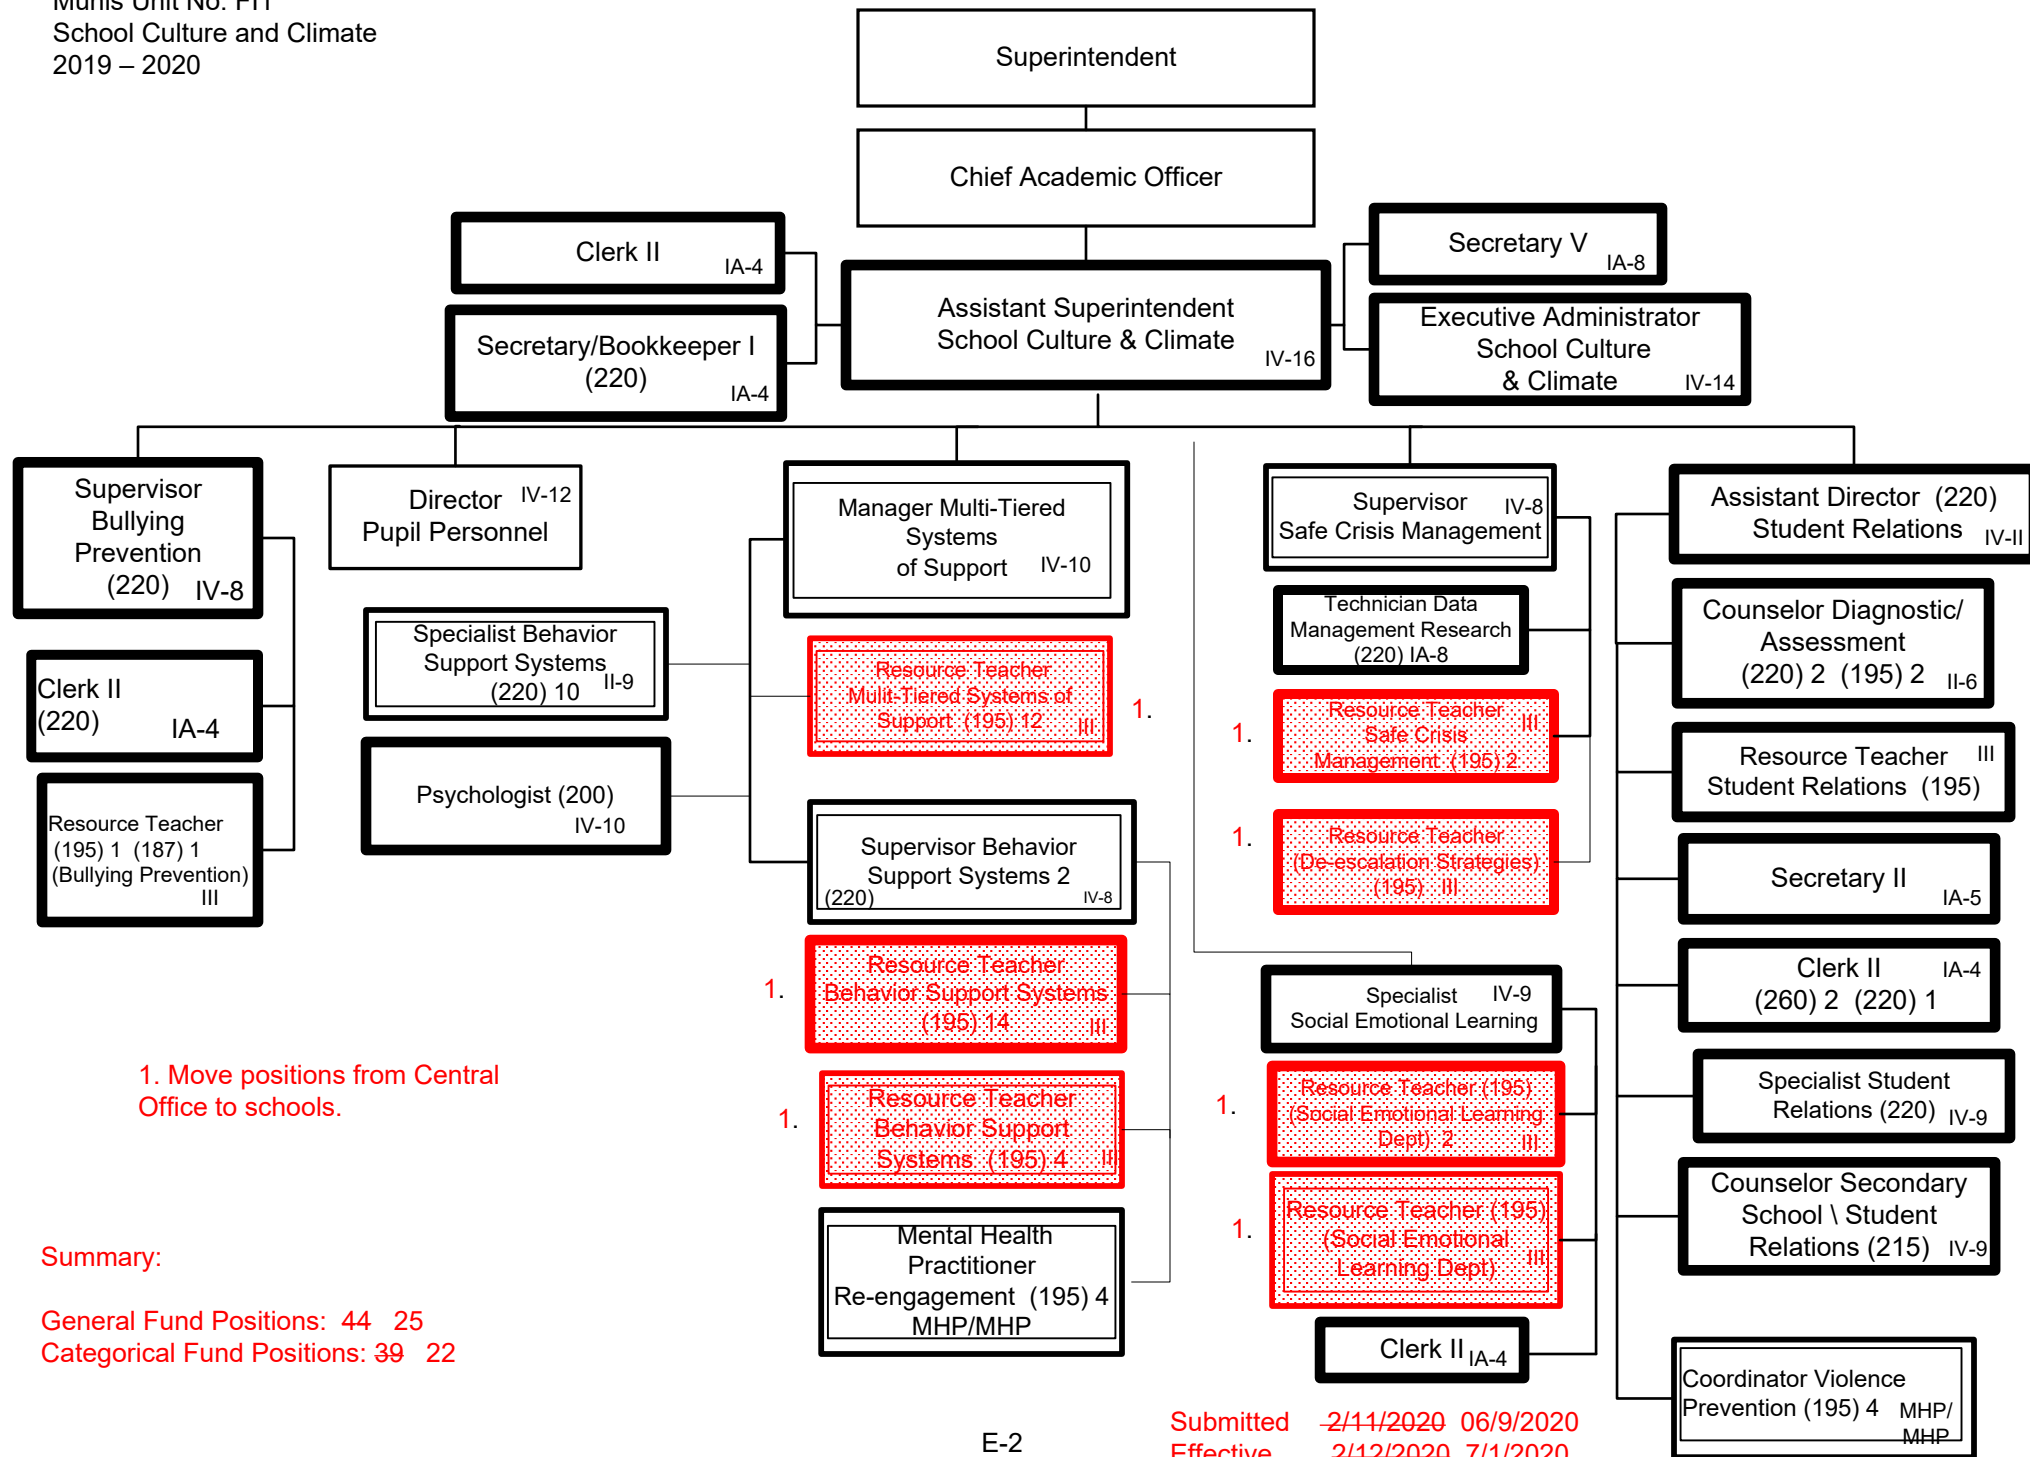 School Culture and Climate
2019 – 2020
Superintendent
Chief Academic Officer
Clerk II
IA-4
Secretary/Bookkeeper I
(220)
IA-4
Assistant Superintendent
School Culture & Climate
IV-16
Secretary V
IA-8
Executive Administrator
School Culture
& Climate IV-14
Supervisor
Bullying
Prevention
(220) IV-8
Clerk II
(220)
IA-4
Resource Teacher
(195) 1 (187) 1
(Bullying Prevention)
III
Director IV-12
Pupil Personnel
Manager Multi-Tiered
Systems
of Support IV-10
Specialist Behavior
Support Systems
(220) 10 II-9
Psychologist (200)
IV-10
Resource Teacher
Mulit-Tiered Systems of
Support (195) 12 III
1.
Supervisor Behavior
Support Systems 2
(220) IV-8
1.
Resource Teacher
Behavior Support Systems
(195) 14 III
1.
Resource Teacher
Behavior Support
Systems (195) 4 III
Mental Health
Practitioner
Re-engagement (195) 4
MHP/MHP
Supervisor IV-8
Safe Crisis Management
Technician Data
Management Research
(220) IA-8
1.
Resource Teacher III
Safe Crisis
Management (195) 2
1.
Resource Teacher
(De-escalation Strategies)
(195) III
Specialist IV-9
Social Emotional Learning
1.
Resource Teacher (195)
(Social Emotional Learning
Dept) 2 III
1.
Resource Teacher (195)
(Social Emotional
Learning Dept) III
Clerk II IA-4
Assistant Director (220)
Student Relations IV-II
Counselor Diagnostic/
Assessment
(220) 2 (195) 2 II-6
Resource Teacher III
Student Relations (195)
Secretary II
IA-5
Clerk II IA-4
(260) 2 (220) 1
Specialist Student
Relations (220) IV-9
Counselor Secondary
School \ Student
Relations (215) IV-9
Coordinator Violence
Prevention (195) 4 MHP/
MHP
1. Move positions from Central
Office to schools.
Summary:
General Fund Positions: 44 25
Categorical Fund Positions: 39 22
E-2
Submitted 2/11/2020 06/9/2020
Effective 2/12/2020 7/1/2020